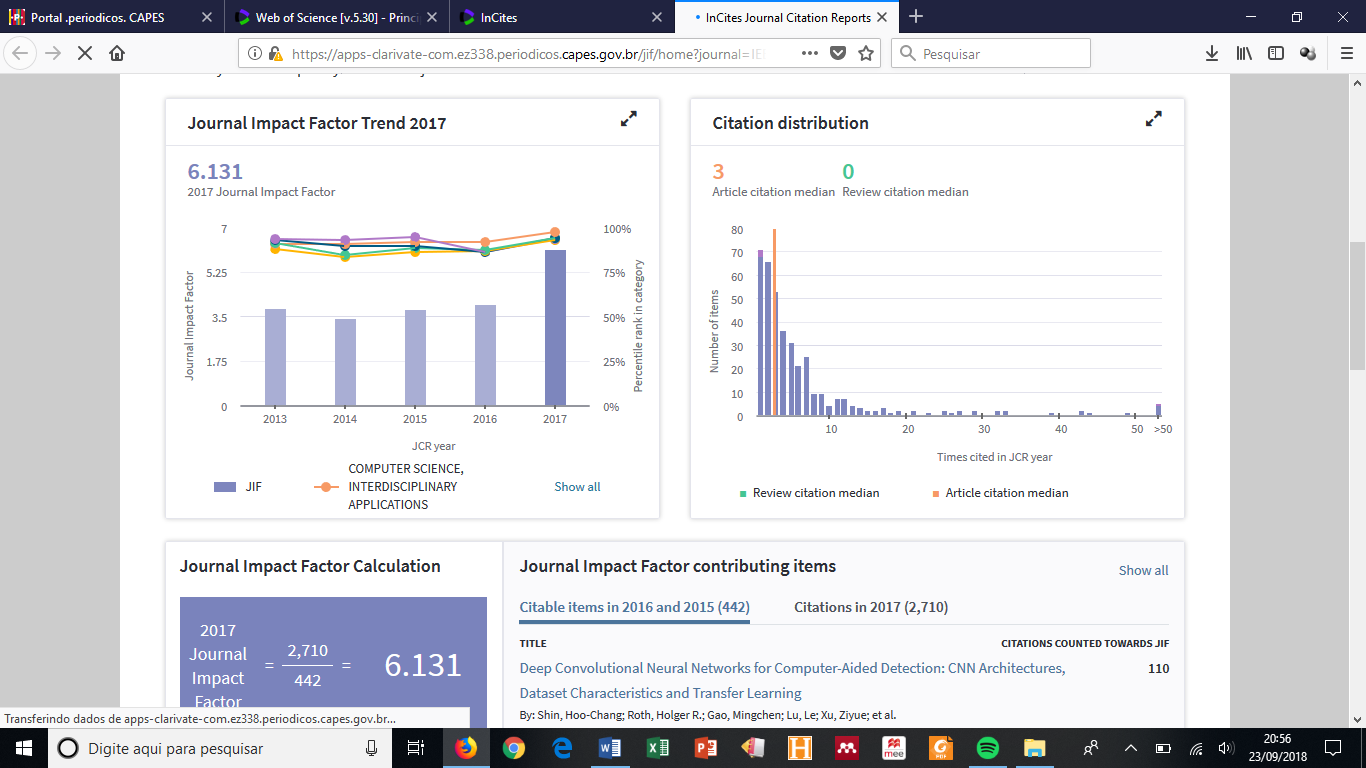 Portal .periodicos. CAPES
Web of Science [v.5.30] - Princi
InCites
InCites Journal Citation Reports
https://apps-clarivate-com.ez338.periodicos.capes.gov.br/jif/home?journal=IE
Pesquisar
Journal Impact Factor Trend 2017
6.131
2017 Journal Impact Factor
7
5.25
3.5
1.75
0
Journal Impact Factor
100%
75%
50%
25%
0%
Percentile rank in category
2013 2014 2015 2016 2017
JCR year
JIF
COMPUTER SCIENCE,
INTERDISCIPLINARY
APPLICATIONS
Show all
Citation distribution
3 0
Article citation median Review citation median
80
70
60
50
40
30
20
10
0
Number of items
10 20 30 40 50 >50
Times cited in JCR year
Review citation median Article citation median
Journal Impact Factor Calculation
2017
Journal
Impact
Factor
= 2,710
442
= 6.131
Journal Impact Factor contributing items
Show all
Citable items in 2016 and 2015 (442) Citations in 2017 (2,710)
TITLE CITATIONS COUNTED TOWARDS JIF
Deep Convolutional Neural Networks for Computer-Aided Detection: CNN Architectures, 110
Dataset Characteristics and Transfer Learning
By: Shin, Hoo-Chang; Roth, Holger R.; Gao, Mingchen; Lu, Le; Xu, Ziyue; et al.
Transferindo dados de apps-clarivate-com.ez338.periodicos.capes.gov.br...
Digite aqui para pesquisar
mee
PDF
20:56
23/09/2018